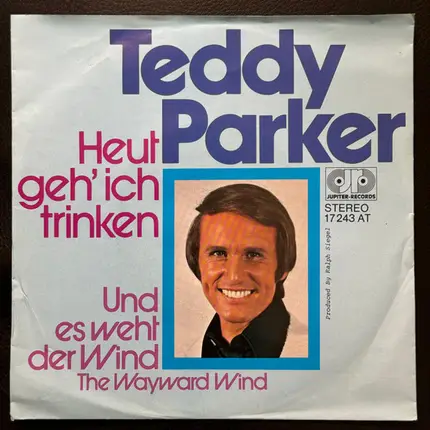 Teddy
Parker
Heut
geh' ich
trinken
JUPITER-RECORDS
STEREO
17 243 AT
Produced By Ralph Siegel
Und
es weht
der Wind
The Wayward Wind